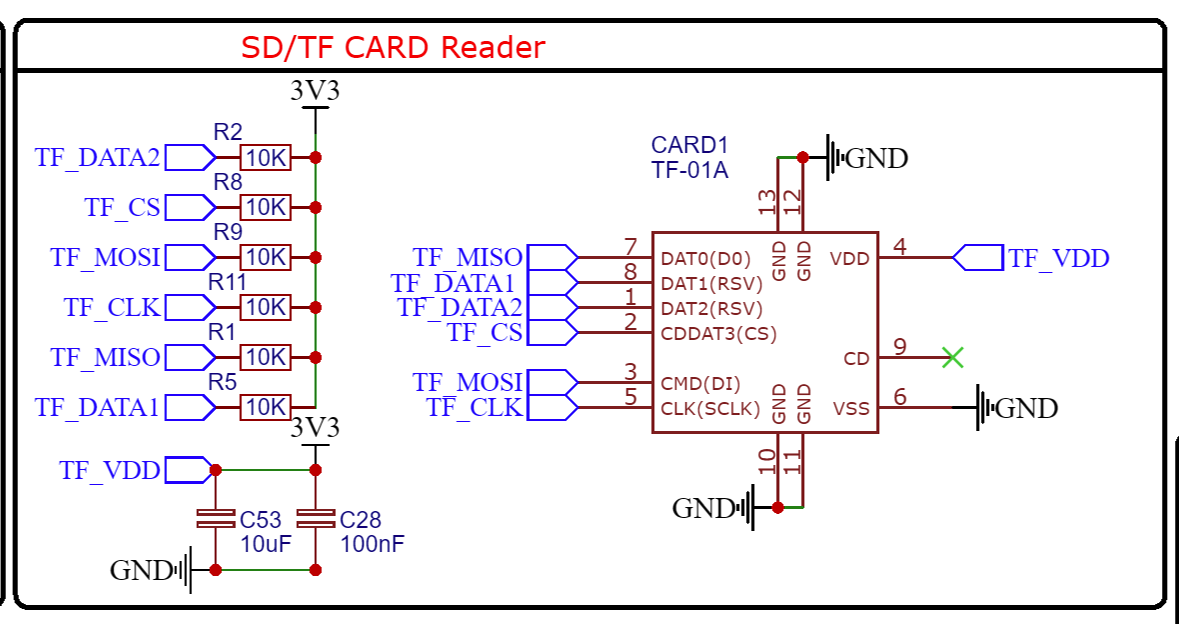 SD/TF CARD Reader
3V3
TF_DATA2
R2
10K
TF_CS
R8
10K
TF_MOSI
R9
10K
TF_CLK
R11
10K
TF_MISO
R1
10K
TF_DATA1
R5
10K
3V3
TF_VDD
C53
10uF
C28
100nF
GND
CARD1
TF-01A
GND
13
12
GND
GND
TF_MISO
7
DAT0(D0)
TF_DATA1
8
DAT1(RSV)
TF_DATA2
1
DAT2(RSV)
TF_CS
2
CDDAT3(CS)
TF_MOSI
3
CMD(DI)
TF_CLK
5
CLK(SCLK)
VDD
4
TF_VDD
CD
9
VSS
6
GND
GND
GND
10
11
GND